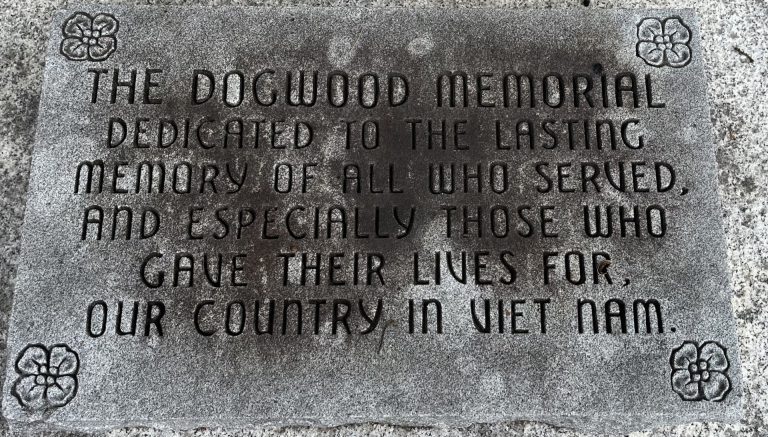 THE DOGWOOD MEMORIAL
DEDICATED TO THE LASTING
MEMORY OF ALL WHO SERVED,
AND ESPECIALLY THOSE WHO
GAVE THEIR LIVES FOR,
OUR COUNTRY IN VIET NAM.